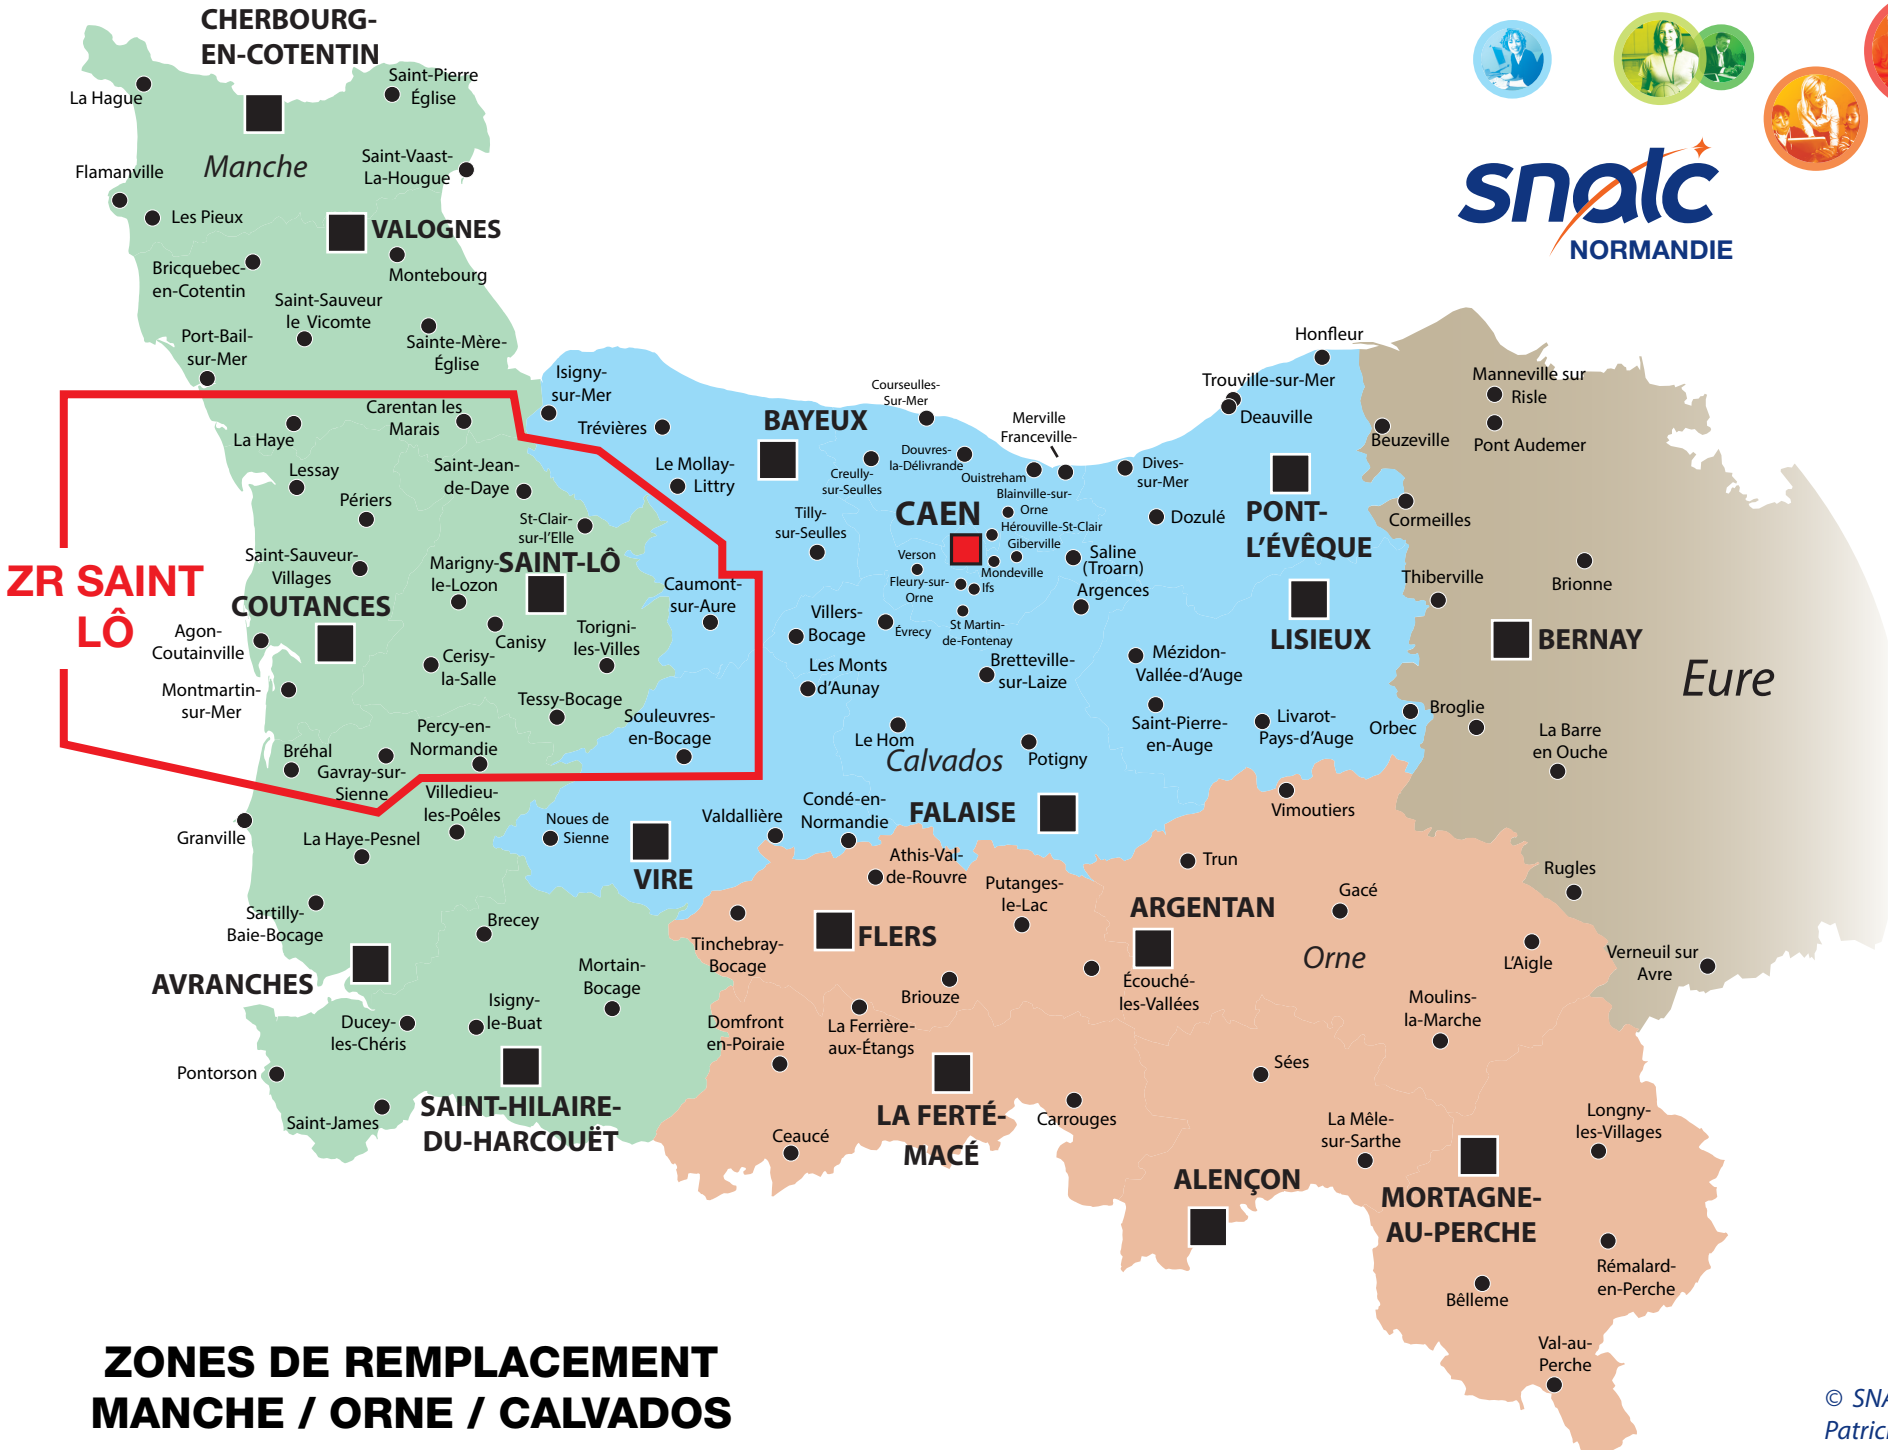 CHERBOURG-
EN-COTENTIN
La Hague
Saint-Pierre
Église
Manche
Flamanville
Saint-Vaast-
La-Hougue
Les Pieux
VALOGNES
Bricquebec-
en-Cotentin
Montebourg
Saint-Sauveur
le Vicomte
Port-Bail-
sur-Mer
Sainte-Mère-
Église
snalc
NORMANDIE
ZR SAINT
LÔ
La Haye
Carentan les
Marais
Lessay
Saint-Jean-
de-Daye
Périers
St-Clair-
sur-l'Elle
SAINT-LÔ
Saint-Sauveur-
Villages
Marigny-
le-Lozon
COUTANCES
Agon-
Coutainville
Canisy
Torigni-
les-Villes
Cerisy-
la-Salle
Montmartin-
sur-Mer
Tessy-Bocage
Percy-en-
Normandie
Bréhal
Gavray-sur-
Sienne
Caumont-
sur-Aure
Souleuvres-
en-Bocage
Villedieu-
les-Poêles
Granville
La Haye-Pesnel
Sartilly-
Baie-Bocage
Brecey
AVRANCHES
Mortain-
Bocage
Isigny-
le-Buat
Ducey-
les-Chéris
Pontorson
Saint-James
SAINT-HILAIRE-
DU-HARCOUËT
Isigny-
sur-Mer
Trévières
BAYEUX
Le Mollay-
Littry
Courseulles-
Sur-Mer
Creully-
sur-Seulles
Douvres-
la-Délivrande
Merville
Franceville-
Ouistreham
Blainville-sur-
Orne
CAEN
Hérouville-St-Clair
Giberville
Tilly-
sur-Seulles
Verson
Mondeville
Fleury-sur-
Orne
Ifs
Saline
(Troarn)
Argences
Villers-
Bocage
Évrecy
St Martin-
de-Fontenay
Les Monts
d'Aunay
Bretteville-
sur-Laize
Le Hom
Calvados
Potigny
Dives-
sur-Mer
Dozulé
Honfleur
Trouville-sur-Mer
Deauville
PONT-
L'ÉVÊQUE
LISIEUX
Mézidon-
Vallée-d'Auge
Saint-Pierre-
en-Auge
Livarot-
Pays-d'Auge
Orbec
Noues de
Sienne
VIRE
Valdallière
Condé-en-
Normandie
FALAISE
Beuzeville
Manneville sur
Risle
Pont Audemer
Cormeilles
Thiberville
Brionne
BERNAY
Eure
Broglie
La Barre
en Ouche
Rugles
Verneuil sur
Avre
Vimoutiers
Athis-Val-
de-Rouvre
Putanges-
le-Lac
Trun
Gacé
ARGENTAN
FLERS
Tinchebray-
Bocage
Briouze
Écouché-
les-Vallées
Orne
L'Aigle
Moulins-
la-Marche
Domfront
en-Poiraie
La Ferrière-
aux-Étangs
Sées
LA FERTÉ-
MACÉ
Carrouges
Ceaucé
La Mêle-
sur-Sarthe
Longny-
les-Villages
ALENÇON
MORTAGNE-
AU-PERCHE
Rémalard-
en-Perche
Bêlleme
Val-au-
Perche
ZONES DE REMPLACEMENT
MANCHE / ORNE / CALVADOS
©